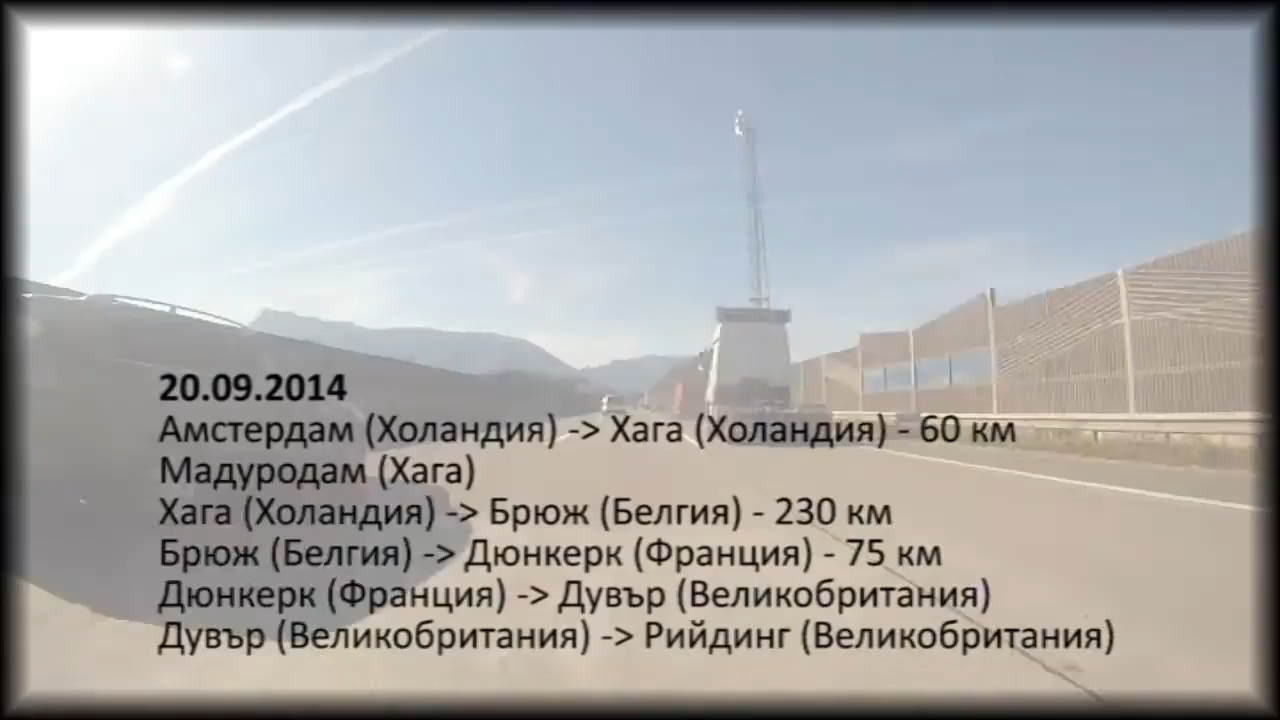 20.09.2014
Амстердам (Холандия) -> Хага (Холандия) - 60 км
Мадуродам (Хага)
Хага (Холандия) -> Брюж (Белгия) - 230 км
Брюж (Белгия) -> Дюнкерк (Франция) - 75 км
Дюнкерк (Франция) -> Дувър (Великобритания)
Дувър (Великобритания) -> Рийдинг (Великобритания)